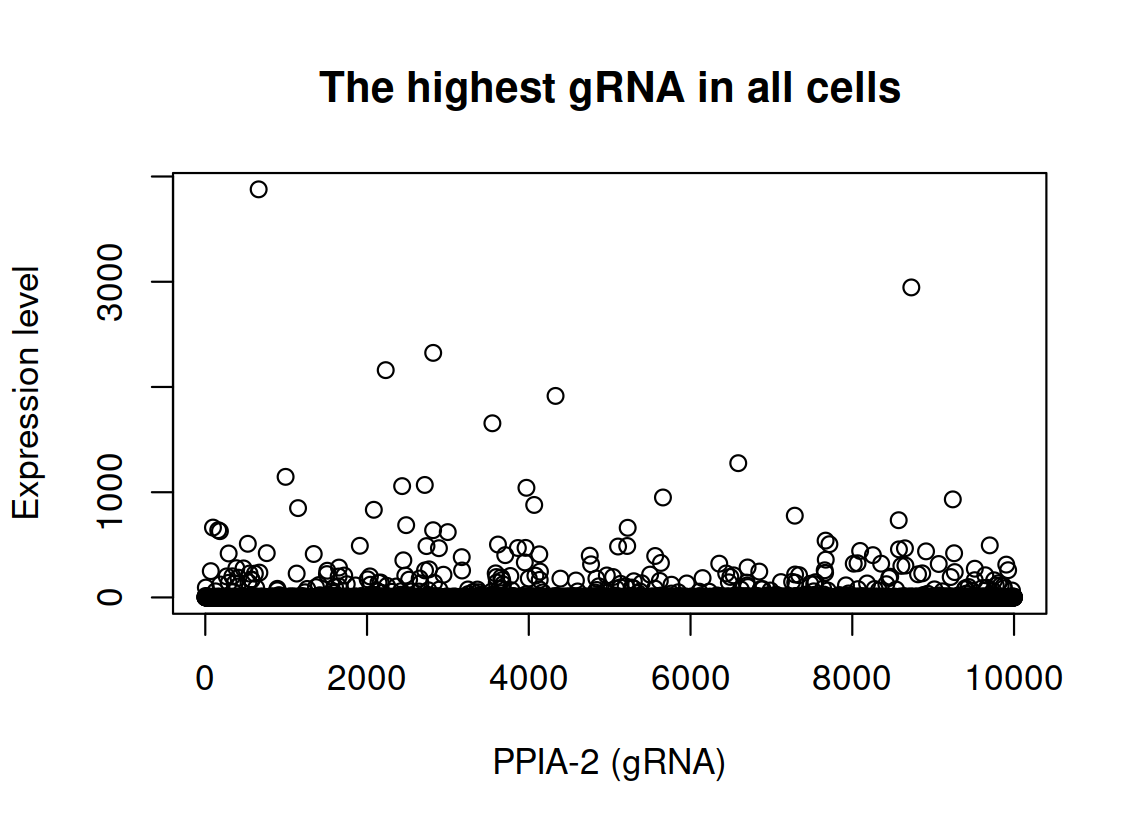 The highest gRNA in all cells
Expression level
3000
1000
0
0 2000 4000 6000 8000 10000
PPIA-2 (gRNA)